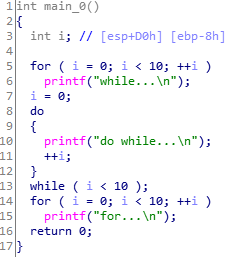 1 int main_0()
2 {
3   int i; // [esp+D0h] [ebp-8h]
4
5   for ( i = 0; i < 10; ++i )
6     printf("while...\n");
7   i = 0;
8   do
9   {
10     printf("do while...\n");
11     ++i;
12   }
13   while ( i < 10 );
14   for ( i = 0; i < 10; ++i )
15     printf("for...\n");
16   return 0;
17 }